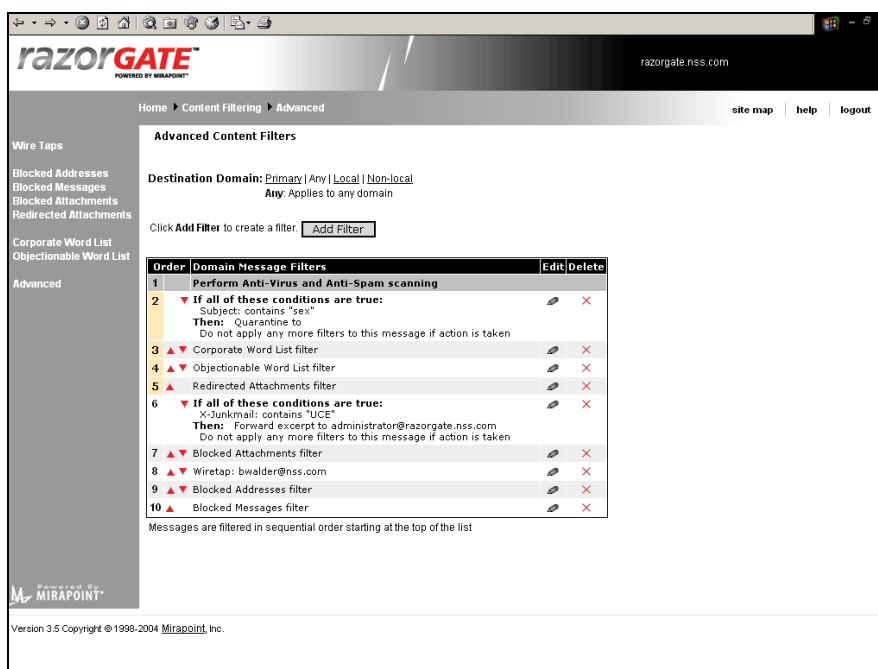 razorGATE™
POWERED BY MIRAPOINT™
razorgate.nss.com
Home Content Filtering Advanced
site map help logout
Wire Taps
Blocked Addresses
Blocked Messages
Blocked Attachments
Redirected Attachments
Corporate Word List
Objectionable Word List
Advanced
Advanced Content Filters
Destination Domain: Primary | Any | Local | Non-local
Any: Applies to any domain
Click Add Filter to create a filter. Add Filter
Order Domain Message Filters Edit Delete
1 Perform Anti-Virus and Anti-Spam scanning
2 If all of these conditions are true:
Subject: contains "sex"
Then: Quarantine to
Do not apply any more filters to this message if action is taken
3 Corporate Word List filter
4 Objectionable Word List filter
5 Redirected Attachments filter
6 If all of these conditions are true:
X-Junkmail: contains "UCE"
Then: Forward excerpt to administrator@razorgate.nss.com
Do not apply any more filters to this message if action is taken
7 Blocked Attachments filter
8 Wiretap: bwalder@nss.com
9 Blocked Addresses filter
10 Blocked Messages filter
Messages are filtered in sequential order starting at the top of the list
Powered By
MIRAPOINT
Version 3.5 Copyright © 1998-2004 Mirapoint, Inc.